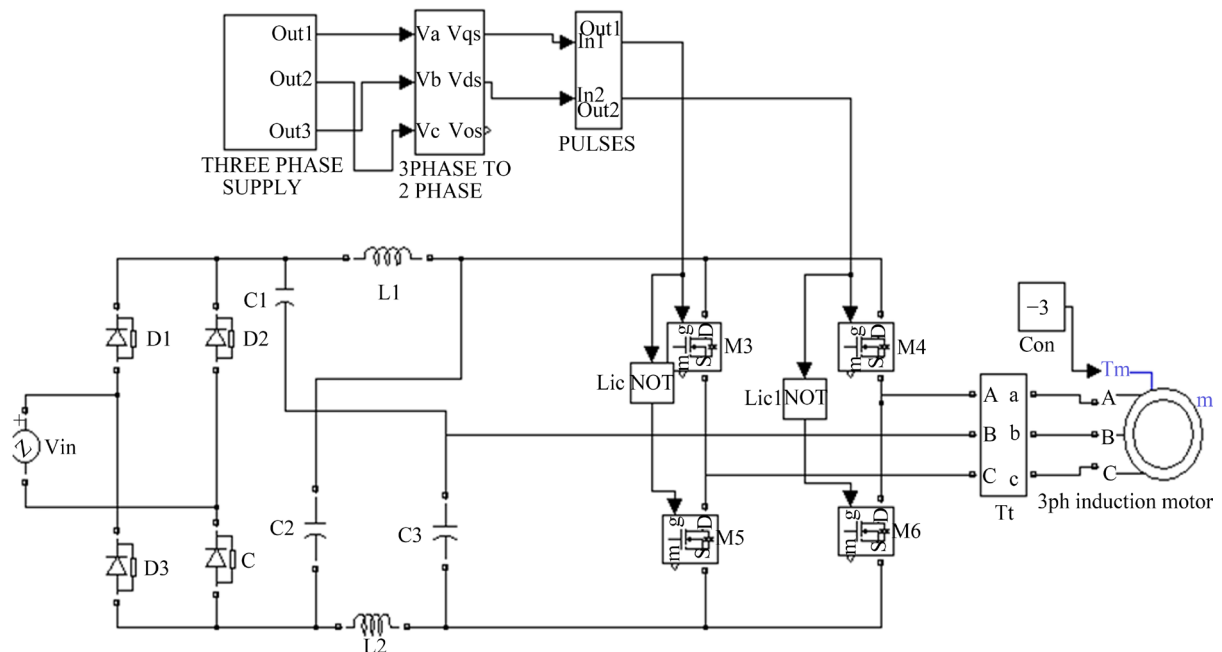 Out1
Out2
Out3
THREE PHASE
SUPPLY
Va Vqs
Vb Vds
Vc Vos
3PHASE TO
2 PHASE
Out1
In1
In2
Out2
PULSES
L1
C1
D1
D2
Vin
+
D3
C
C2
C3
L2
g
D
S
m
M3
g
D
S
m
M4
Lic NOT
Lic1 NOT
g
D
S
m
M5
g
D
S
m
M6
-3
Con
A a
B b
C c
Tt
Tm
m
A
B
C
3ph induction motor